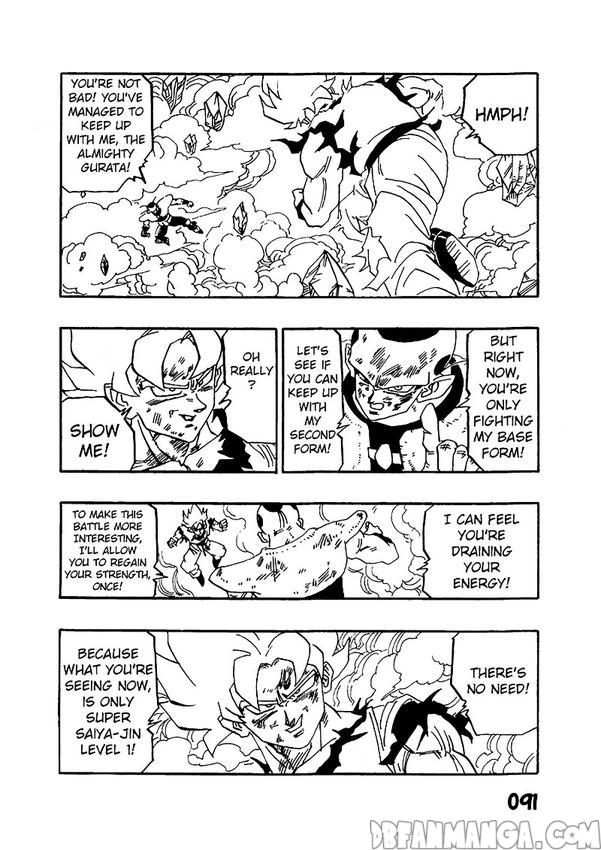 HMPH!
YOU'RE NOT
BAD! YOU'VE
MANAGED TO
KEEP UP
WITH ME, THE
ALMIGHTY
GURATA!
BUT
RIGHT
NOW,
YOU'RE
ONLY
FIGHTING
MY BASE
FORM!
LET'S
SEE IF
YOU CAN
KEEP UP
WITH
MY
SECOND
FORM!
OH
REALLY
?
SHOW
ME!
I CAN FEEL
YOU'RE
DRAINING
YOUR
ENERGY!
TO MAKE THIS
BATTLE MORE
INTERESTING,
I'LL ALLOW
YOU TO REGAIN
YOUR STRENGTH,
ONCE!
THERE'S
NO NEED!
BECAUSE
WHAT YOU'RE
SEEING NOW,
IS ONLY
SUPER
SAIYA-JIN
LEVEL 1!
091
DBFANMANGA.COM